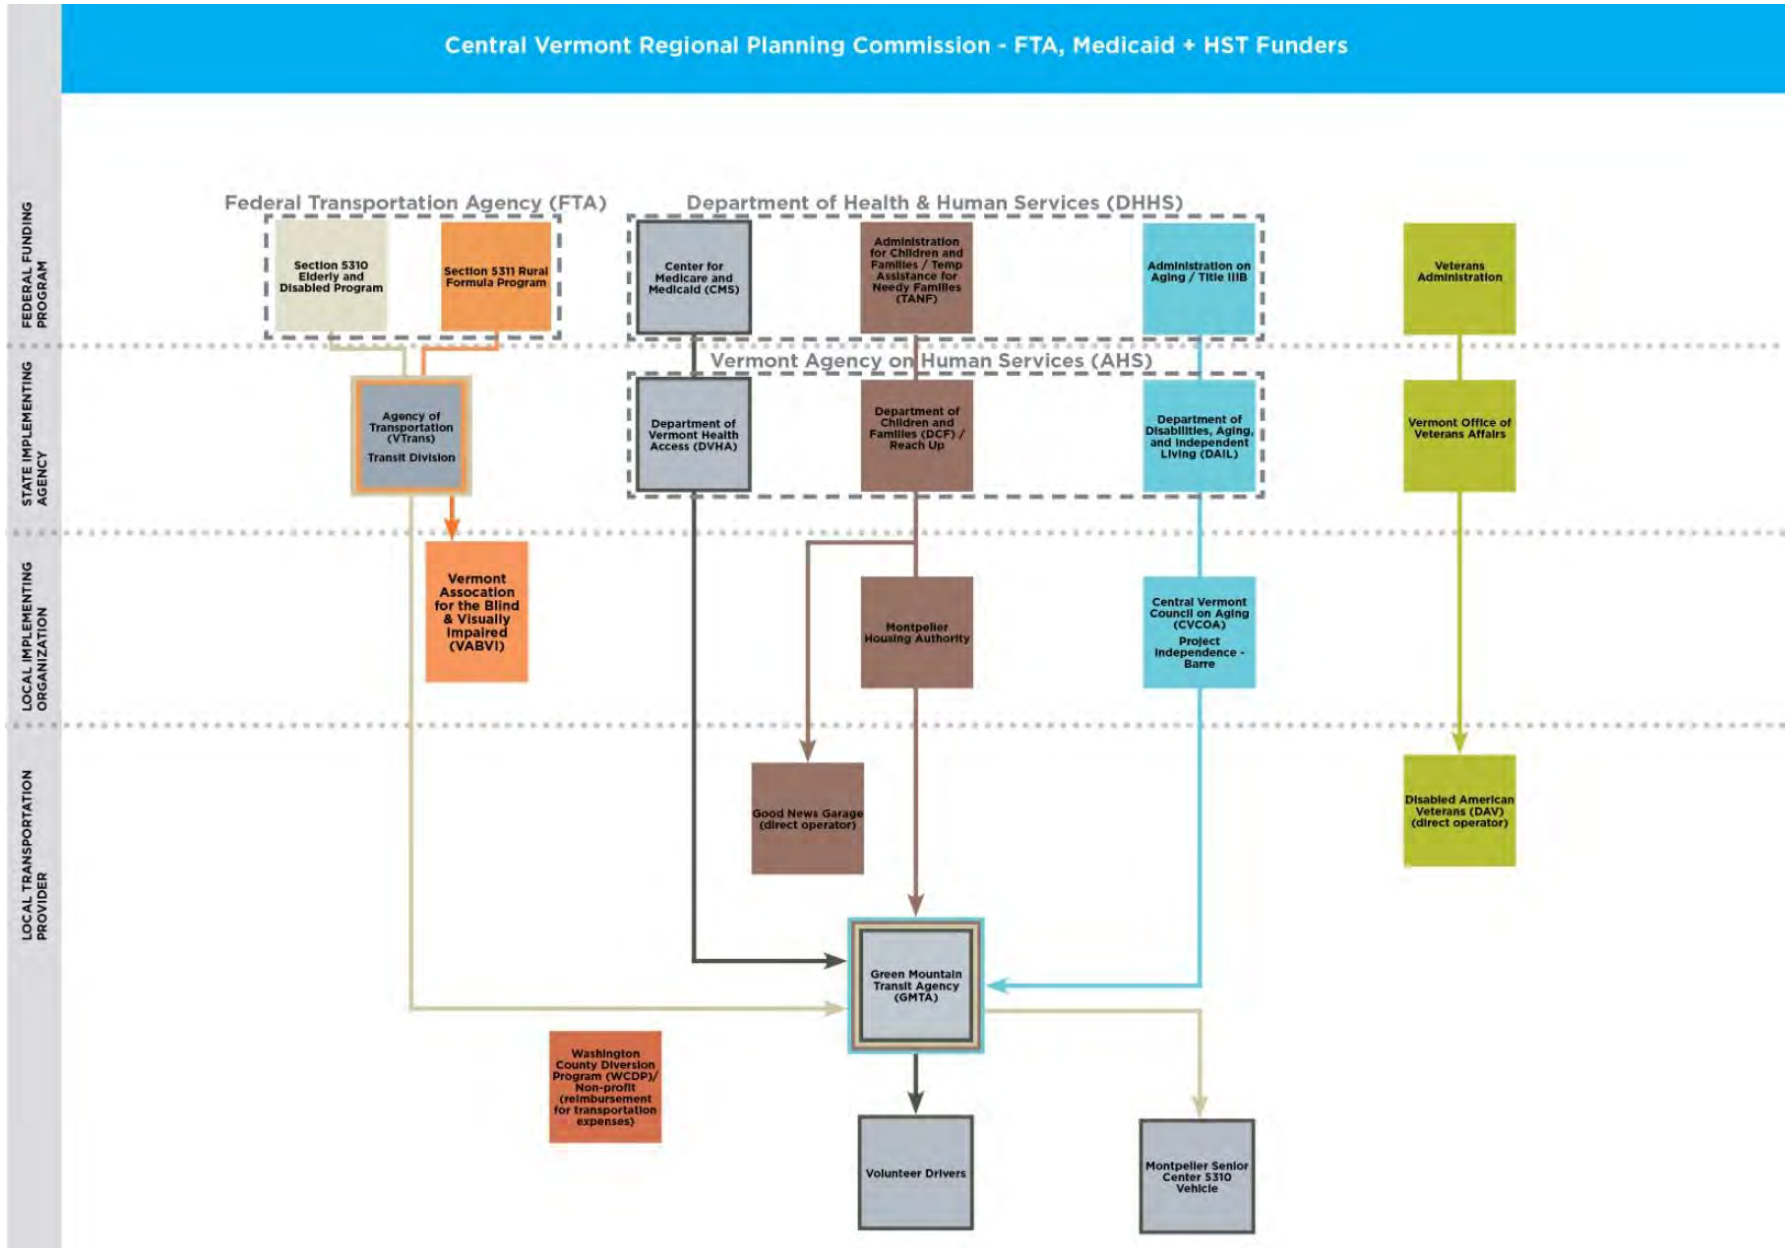 Central Vermont Regional Planning Commission - FTA, Medicaid + HST Funders
FEDERAL FUNDING
PROGRAM
Federal Transportation Agency (FTA)
Department of Health & Human Services (DHHS)
Section 5310
Elderly and
Disabled Program
Section 5311 Rural
Formula Program
Center for
Medicare and
Medicaid (CMS)
Administration
for Children and
Families / Temp
Assistance for
Needy Families
(TANF)
Administration on
Aging / Title IIIB
Veterans
Administration
STATE IMPLEMENTING
AGENCY
Vermont Agency on Human Services (AHS)
Agency of
Transportation
(VTrans)
Transit Division
Department of
Vermont Health
Access (DVHA)
Department of
Children and
Families (DCF) /
Reach Up
Department of
Disabilities, Aging,
and Independent
Living (DAIL)
Vermont Office of
Veterans Affairs
LOCAL IMPLEMENTING
ORGANIZATION
Vermont
Assocation
for the Blind
& Visually
Impaired
(VABVI)
Montpelier
Housing Authority
Central Vermont
Council on Aging
(CVCOA)
Project
Independence -
Barre
LOCAL TRANSPORTATION
PROVIDER
Good News Garage
(direct operator)
Disabled American
Veterans (DAV)
(direct operator)
Green Mountain
Transit Agency
(GMTA)
Washington
County Diversion
Program (WCDP)/
Non-profit
(reimbursement
for transportation
expenses)
Volunteer Drivers
Montpelier Senior
Center 5310
Vehicle